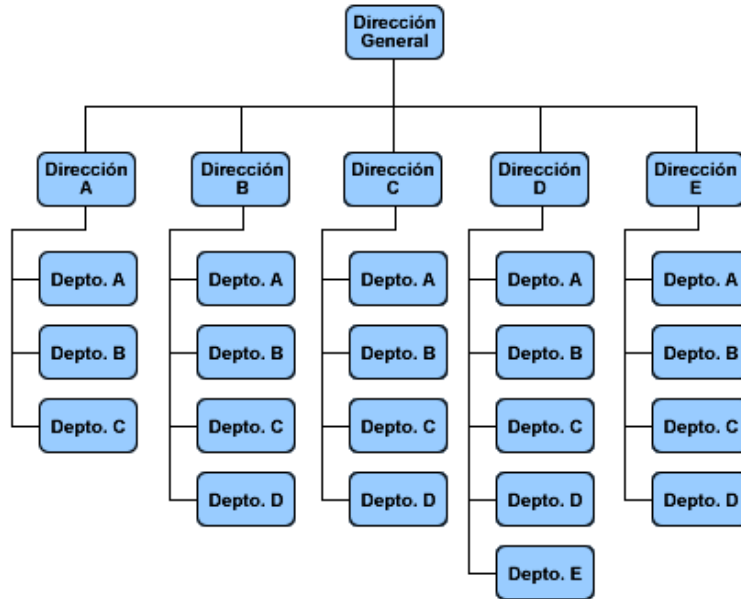 Dirección
General
Dirección
A
Dirección
B
Dirección
C
Dirección
D
Dirección
E
Depto. A
Depto. A
Depto. A
Depto. A
Depto. A
Depto. B
Depto. B
Depto. B
Depto. B
Depto. B
Depto. C
Depto. C
Depto. C
Depto. C
Depto. C
Depto. D
Depto. D
Depto. D
Depto. D
Depto. E